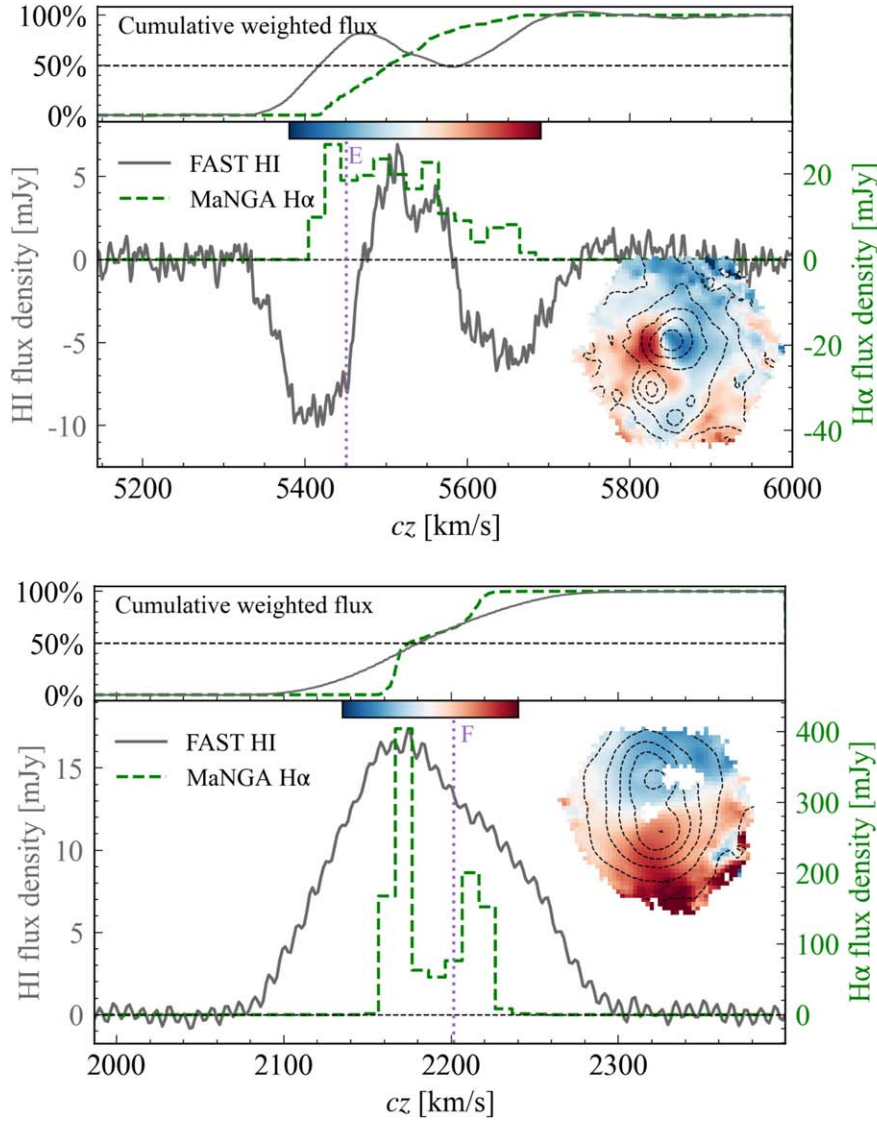 100%
Cumulative weighted flux
50%
0%
FAST HI
MaNGA Hα
E
5
0
-5
-10
HI flux density [mJy]
20
0
-20
-40
Hα flux density [mJy]
5200 5400 5600 5800 6000
cz [km/s]
100%
Cumulative weighted flux
50%
0%
FAST HI
MaNGA Hα
F
15
10
5
0
HI flux density [mJy]
400
300
200
100
0
Hα flux density [mJy]
2000 2100 2200 2300
cz [km/s]